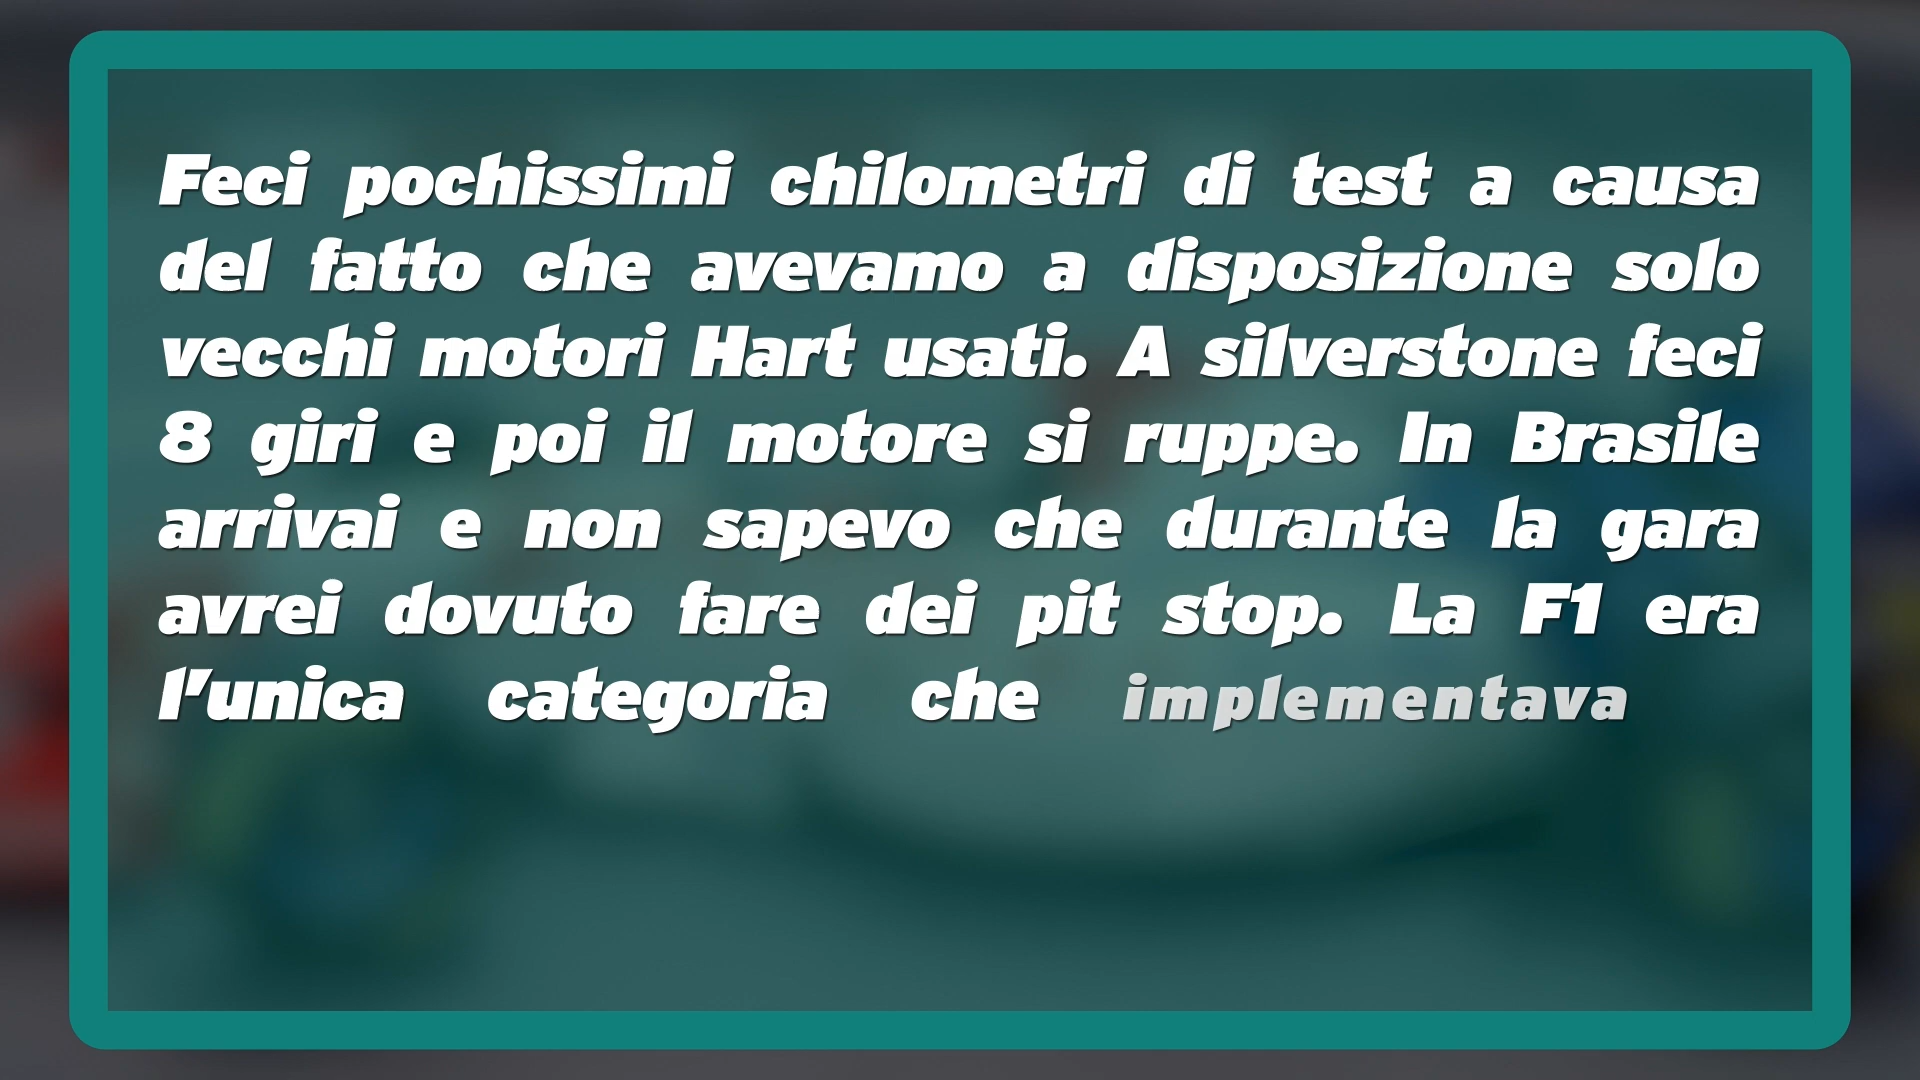 Feci pochissimi chilometri di test a causa
del fatto che avevamo a disposizione solo
vecchi motori Hart usati. A silverstone feci
8 giri e poi il motore si ruppe. In Brasile
arrivai e non sapevo che durante la gara
avrei dovuto fare dei pit stop. La F1 era
l'unica categoria che implementava